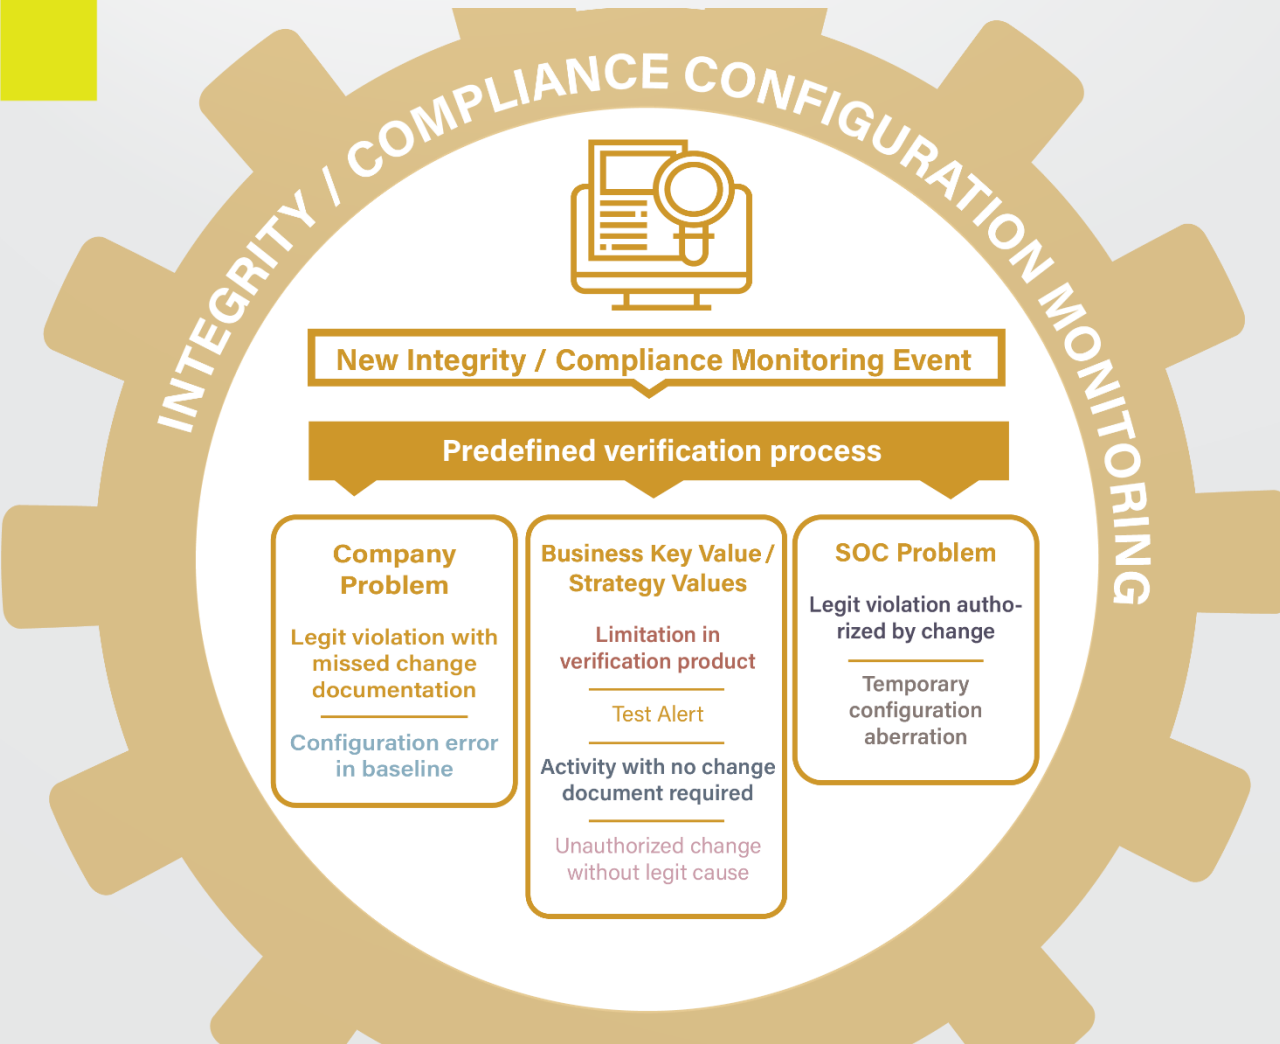 INTEGRITY / COMPLIANCE CONFIGURATION MONITORING
New Integrity / Compliance Monitoring Event
Predefined verification process
Company
Problem
Legit violation with
missed change
documentation
Configuration error
in baseline
Business Key Value /
Strategy Values
Limitation in
verification product
Test Alert
Activity with no change
document required
Unauthorized change
without legit cause
SOC Problem
Legit violation autho-
rized by change
Temporary
configuration
aberration